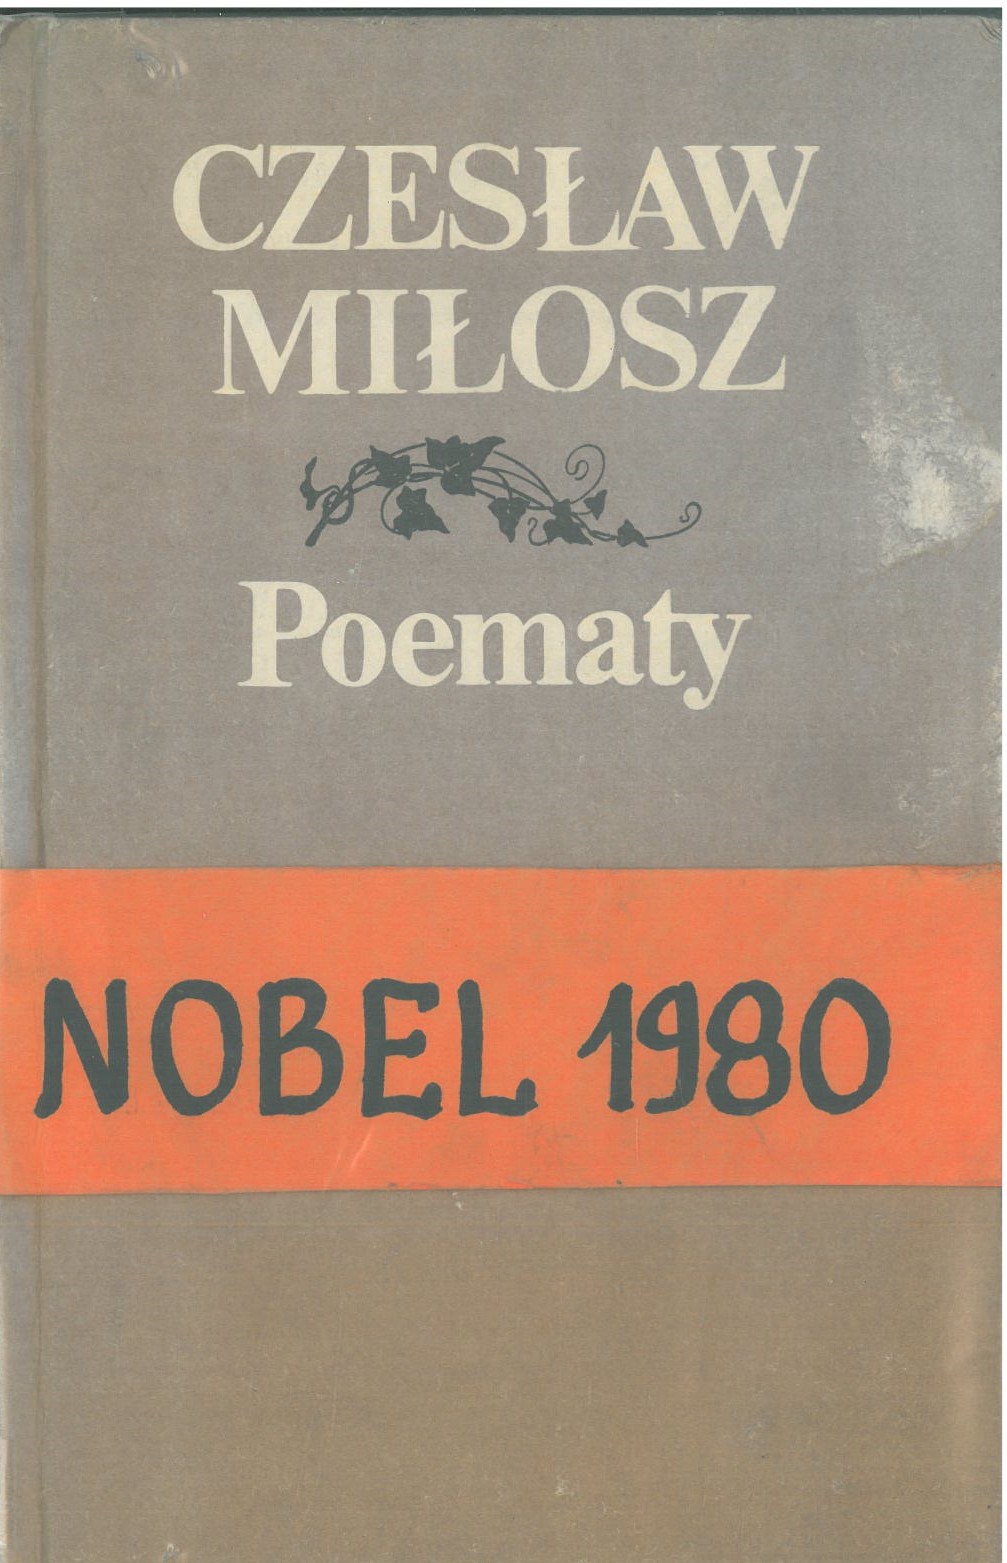 CZESŁAW
MIŁOSZ
Poematy
NOBEL 1980